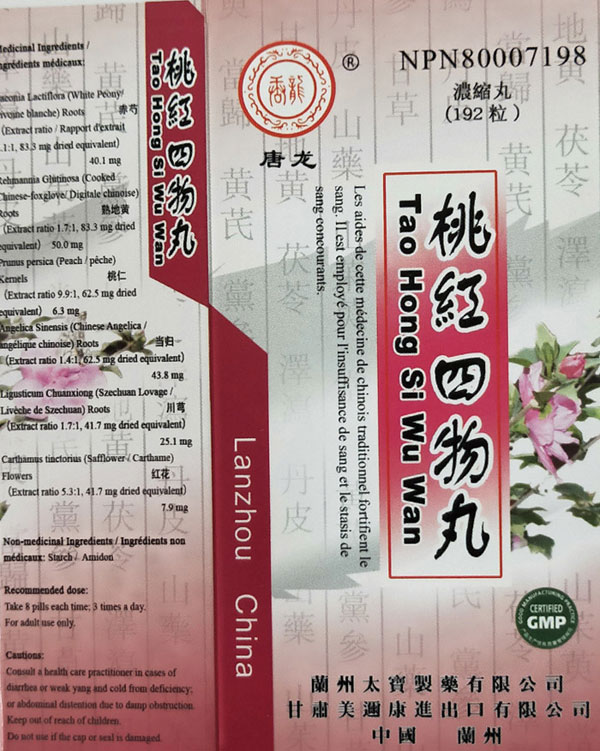 Medicinal Ingredients /
Ingrédients médicaux:
Paeonia Lactiflora (White Peony/
Pivoine blanche) Roots 赤芍
(Extract ratio / Rapport d'extrait
1.1:1, 83.3 mg dried equivalent)
40.1 mg
Rehmannia Glutinosa (Cooked
Chinese-foxglove/ Digitale chinoise)
Roots 熟地黄
(Extract ratio 1.7:1, 83.3 mg dried
equivalent) 50.0 mg
Prunus persica (Peach / pêche)
Kernels 桃仁
(Extract ratio 9.9:1, 62.5 mg dried
equivalent) 6.3 mg
Angelica Sinensis (Chinese Angelica /
angélique chinoise) Roots 当归
(Extract ratio 1.4:1, 62.5 mg dried equivalent)
43.8 mg
Ligusticum Chuanxiong (Szechuan Lovage /
Livèche de Szechuan) Roots 川芎
(Extract ratio 1.7:1, 41.7 mg dried equivalent)
25.1 mg
Carthamus tinctorius (Safflower / Carthame)
Flowers 红花
(Extract ratio 5.3:1, 41.7 mg dried equivalent)
7.9 mg
Non-medicinal Ingredients / Ingrédients non
médicaux: Starch / Amidon
Recommended dose:
Take 8 pills each time; 3 times a day.
For adult use only.
Cautions:
Consult a health care practitioner in cases of
diarrhea or weak yang and cold from deficiency;
or abdominal distention due to damp obstruction.
Keep out of reach of children.
Do not use if the cap or seal is damaged.
桃紅四物丸
Tao Hong Si Wu Wan
Lanzhou China
®
唐龙
NPN80007198
濃縮丸
(192 粒)
桃紅四物丸
Tao Hong Si Wu Wan
Les aides de cette médecine de chinois traditionnel fortifient le
sang. Il est employé pour l'insuffisance de sang et le stasis de
sang concourants.
GOOD MANUFACTURING PRACTICE
CERTIFIED
GMP
蘭州太寶製藥有限公司
甘肅美邇康進出口有限公司
中國 蘭州